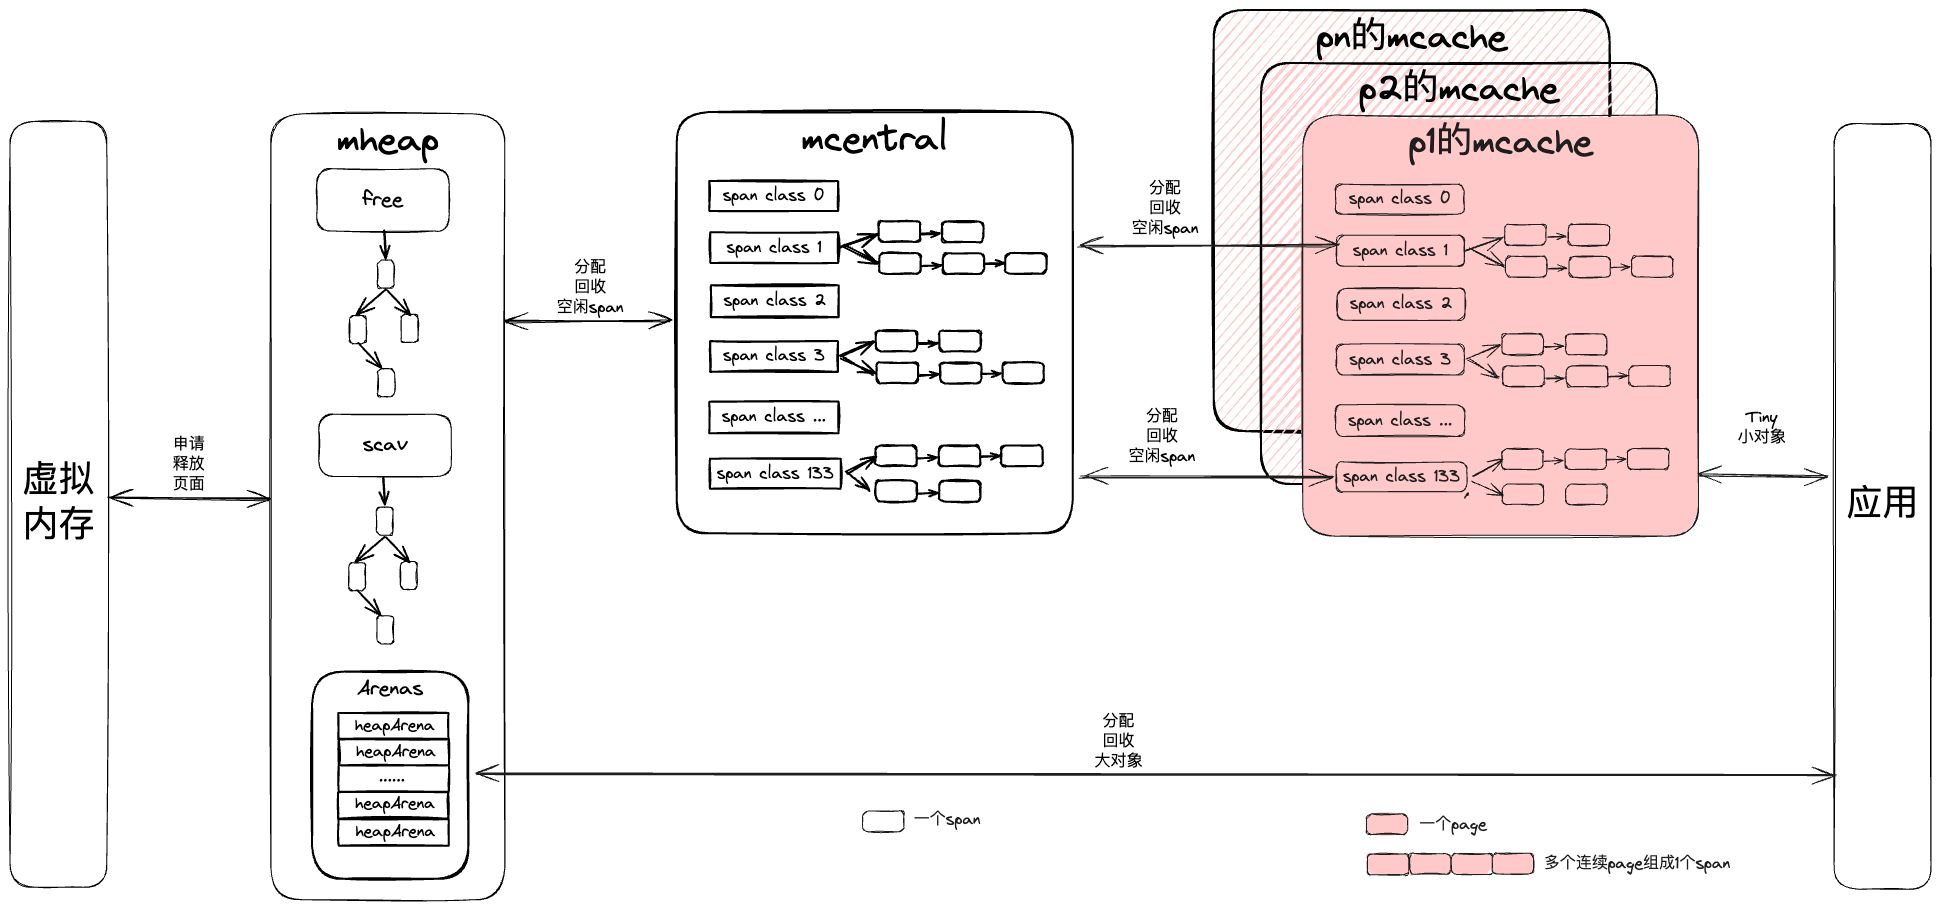 虚拟
内存
申请
释放
页面
mheap
free
scav
Arenas
heapArena
heapArena
......
heapArena
heapArena
分配
回收
空闲span
mcentral
span class 0
span class 1
span class 2
span class 3
span class ...
span class 133
分配
回收
空闲span
分配
回收
空闲span
pn的mcache
p2的mcache
p1的mcache
span class 0
span class 1
span class 2
span class 3
span class ...
span class 133
Tiny
小对象
应用
分配
回收
大对象
一个span
一个page
多个连续page组成1个span